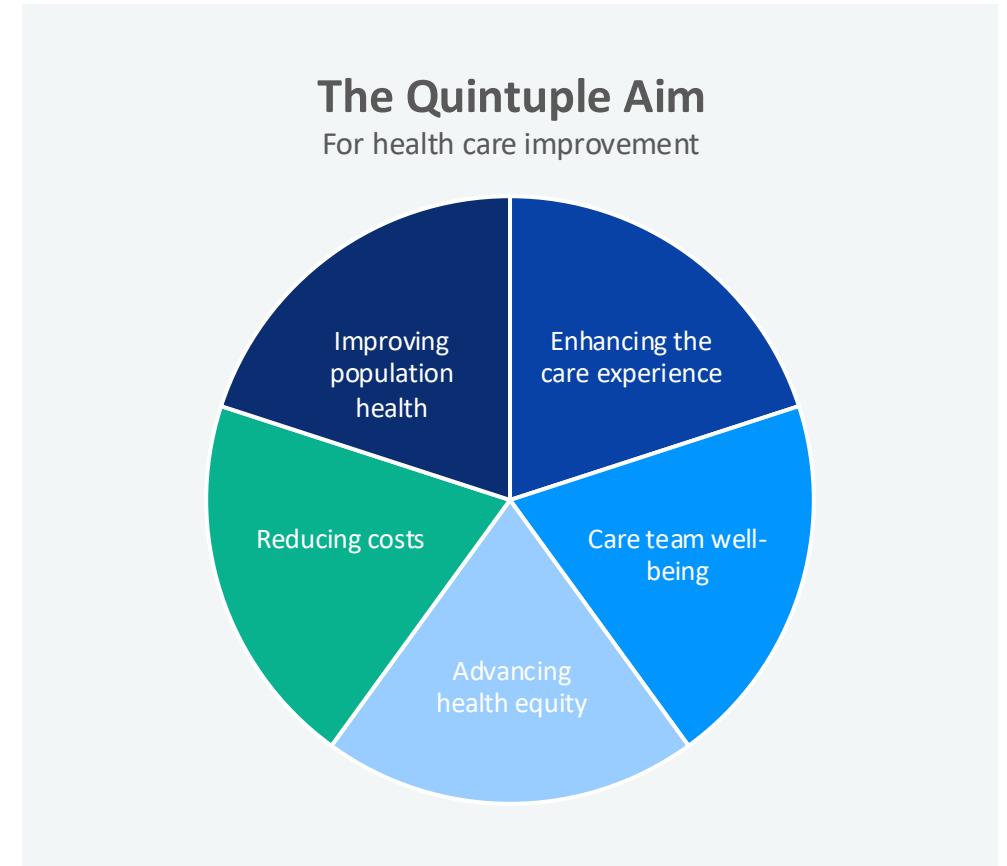 The Quintuple Aim
For health care improvement
Improving
population
health
Enhancing the
care experience
Reducing costs
Care team well-
being
Advancing
health equity